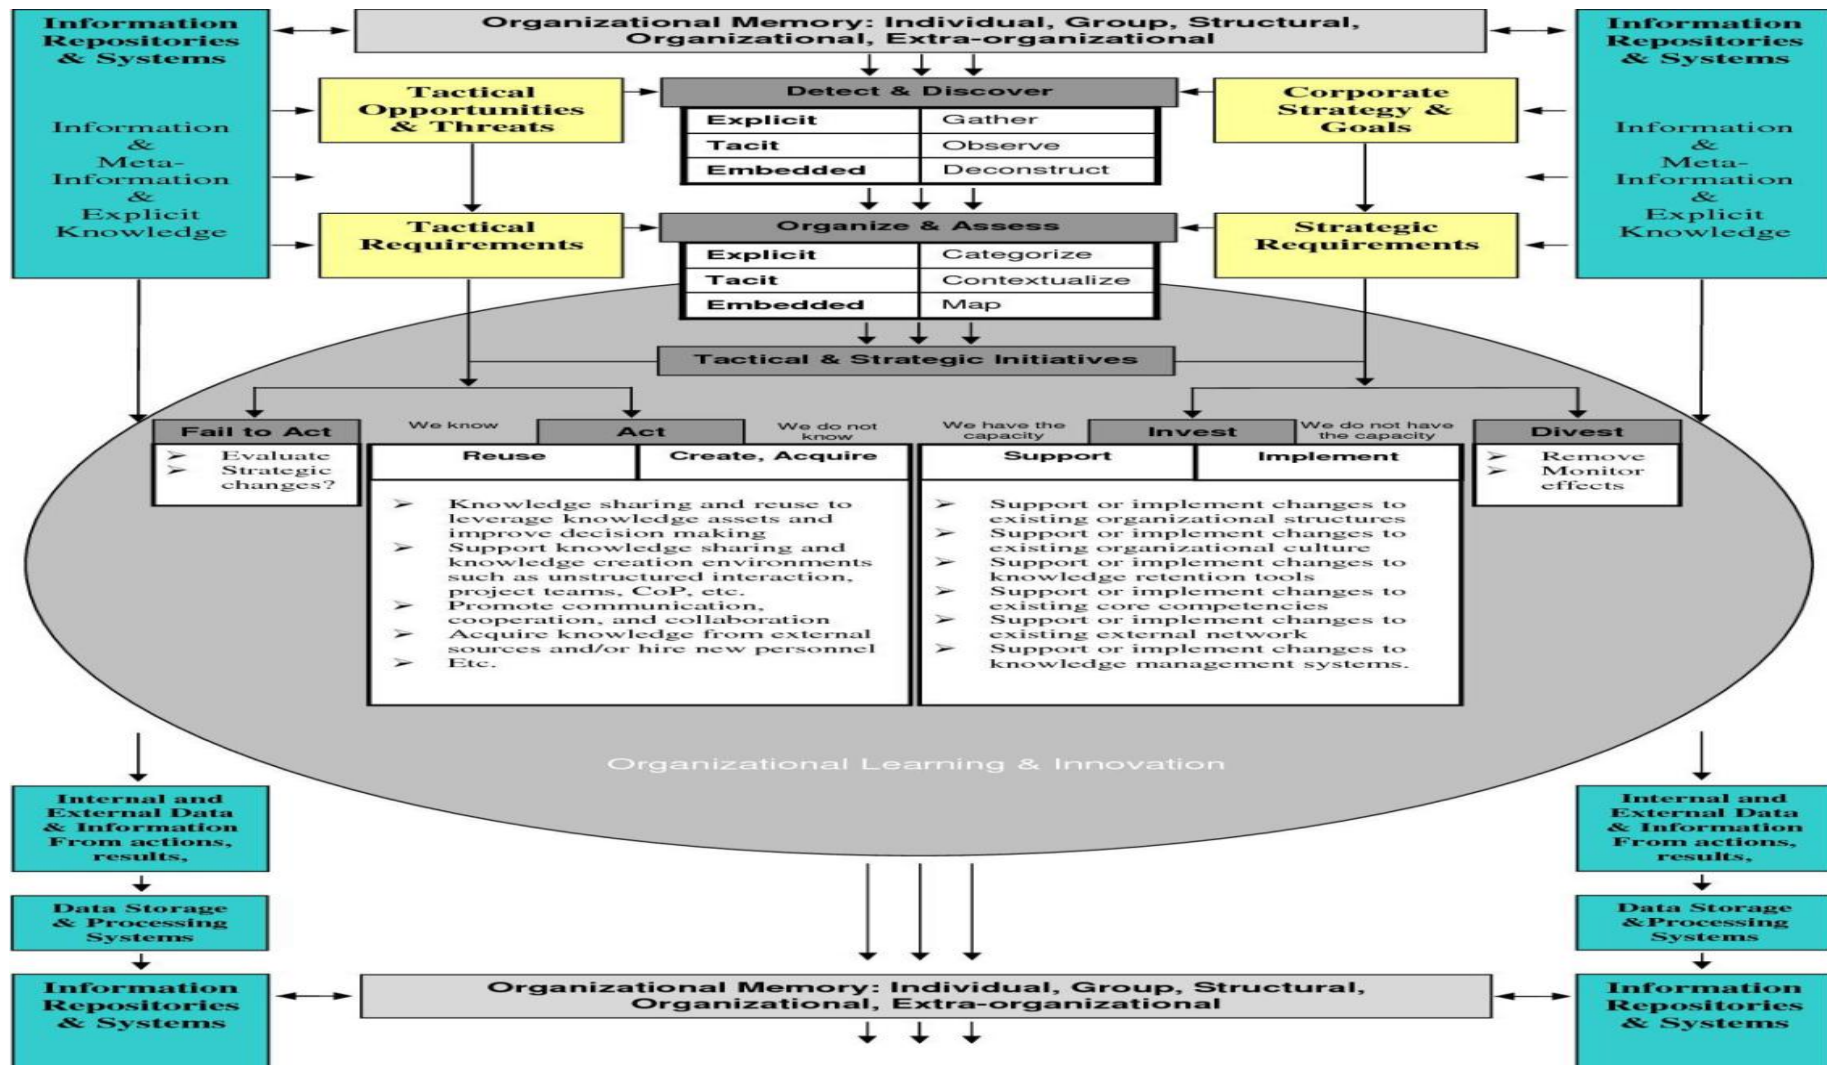 Information
Repositories
& Systems
Information
&
Meta-
Information
&
Explicit
Knowledge
Organizational Memory: Individual, Group, Structural,
Organizational, Extra-organizational
Information
Repositories
& Systems
Information
&
Meta-
Information
&
Explicit
Knowledge
Tactical
Opportunities
& Threats
Detect & Discover
Explicit Gather
Tacit Observe
Embedded Deconstruct
Corporate
Strategy &
Goals
Tactical
Requirements
Organize & Assess
Explicit Categorize
Tacit Contextualize
Embedded Map
Strategic
Requirements
Tactical & Strategic Initiatives
Fail to Act
➢ Evaluate
➢ Strategic
changes?
We know
Act
We do not
know
Reuse
Create, Acquire
➢ Knowledge sharing and reuse to
leverage knowledge assets and
improve decision making
➢ Support knowledge sharing and
knowledge creation environments
such as unstructured interaction,
project teams, CoP, etc.
➢ Promote communication,
cooperation, and collaboration
➢ Acquire knowledge from external
sources and/or hire new personnel
➢ Etc.
We have the
capacity
Invest
We do not have
the capacity
Support
Implement
➢ Support or implement changes to
existing organizational structures
➢ Support or implement changes to
existing organizational culture
➢ Support or implement changes to
knowledge retention tools
➢ Support or implement changes to
existing core competencies
➢ Support or implement changes to
existing external network
➢ Support or implement changes to
knowledge management systems.
Divest
➢ Remove
➢ Monitor
effects
Organizational Learning & Innovation
Internal and
External Data
& Information
From actions,
results,
Data Storage
& Processing
Systems
Information
Repositories
& Systems
Organizational Memory: Individual, Group, Structural,
Organizational, Extra-organizational
Internal and
External Data
& Information
From actions,
results,
Data Storage
&Processing
Systems
Information
Repositories
& Systems